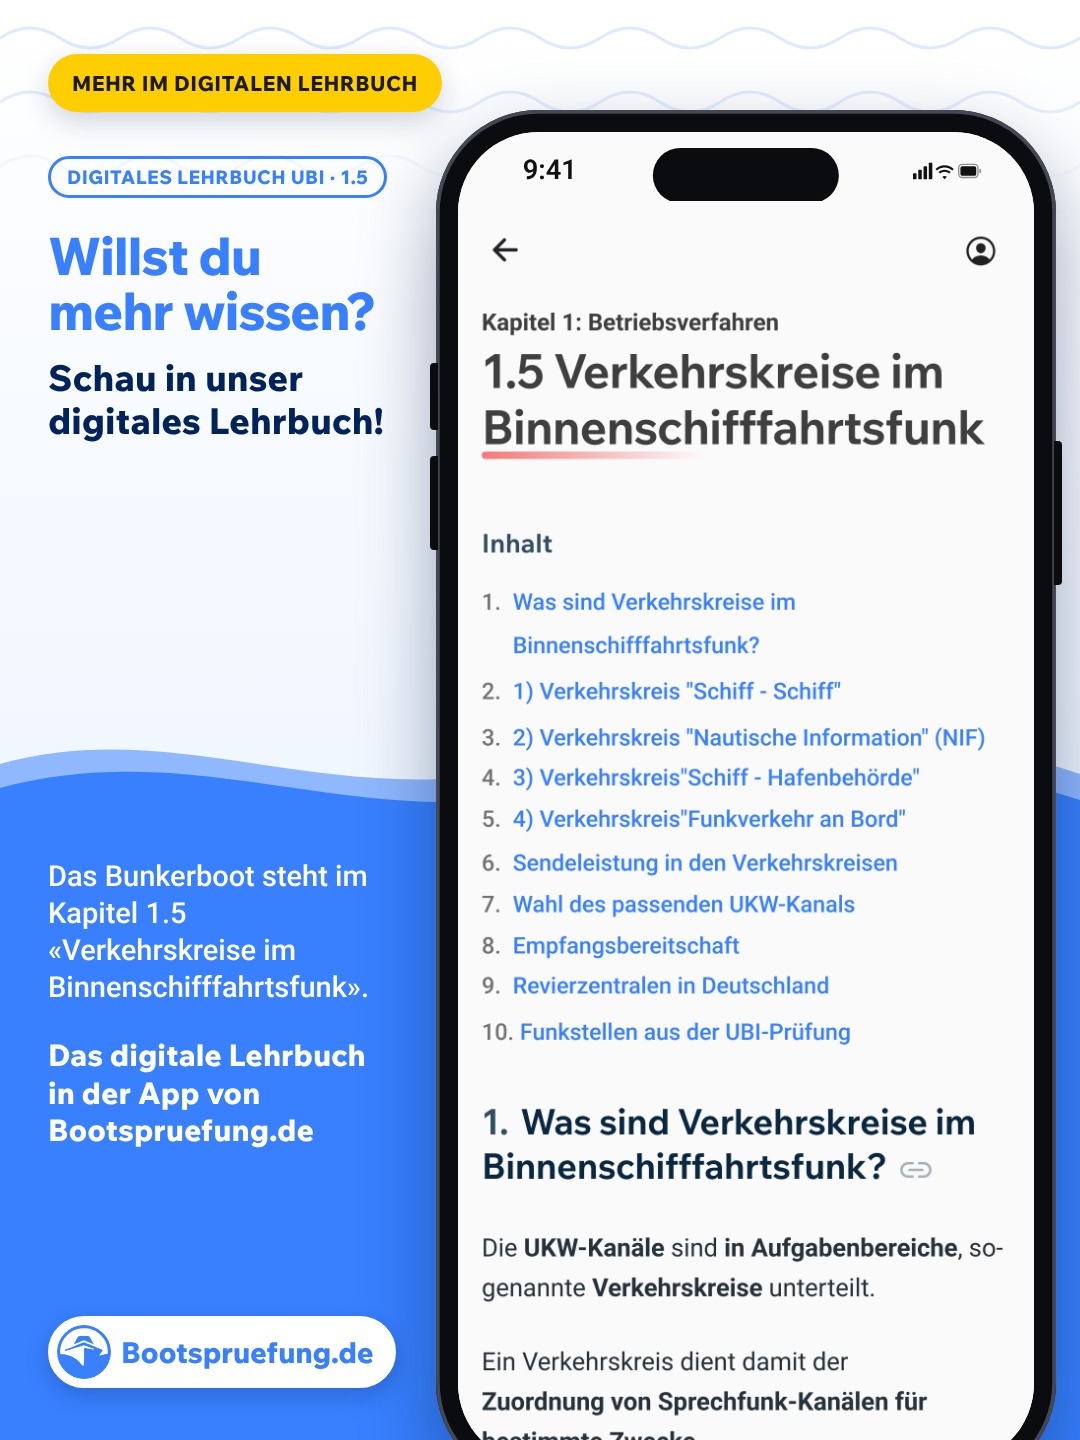 MEHR IM DIGITALEN LEHRBUCH
DIGITALES LEHRBUCH UBI · 1.5
Willst du
mehr wissen?
Schau in unser
digitales Lehrbuch!
Das Bunkerboot steht im
Kapitel 1.5
«Verkehrskreise im
Binnenschifffahrtsfunk».
Das digitale Lehrbuch
in der App von
Bootspruefung.de
Bootspruefung.de
9:41
Kapitel 1: Betriebsverfahren
1.5 Verkehrskreise im
Binnenschifffahrtsfunk
Inhalt
1. Was sind Verkehrskreise im
Binnenschifffahrtsfunk?
2. 1) Verkehrskreis "Schiff - Schiff"
3. 2) Verkehrskreis "Nautische Information" (NIF)
4. 3) Verkehrskreis"Schiff - Hafenbehörde"
5. 4) Verkehrskreis"Funkverkehr an Bord"
6. Sendeleistung in den Verkehrskreisen
7. Wahl des passenden UKW-Kanals
8. Empfangsbereitschaft
9. Revierzentralen in Deutschland
10. Funkstellen aus der UBI-Prüfung
1. Was sind Verkehrskreise im
Binnenschifffahrtsfunk?
Die UKW-Kanäle sind in Aufgabenbereiche, so-
genannte Verkehrskreise unterteilt.
Ein Verkehrskreis dient damit der
Zuordnung von Sprechfunk-Kanälen für
bestimmte Zwecke.